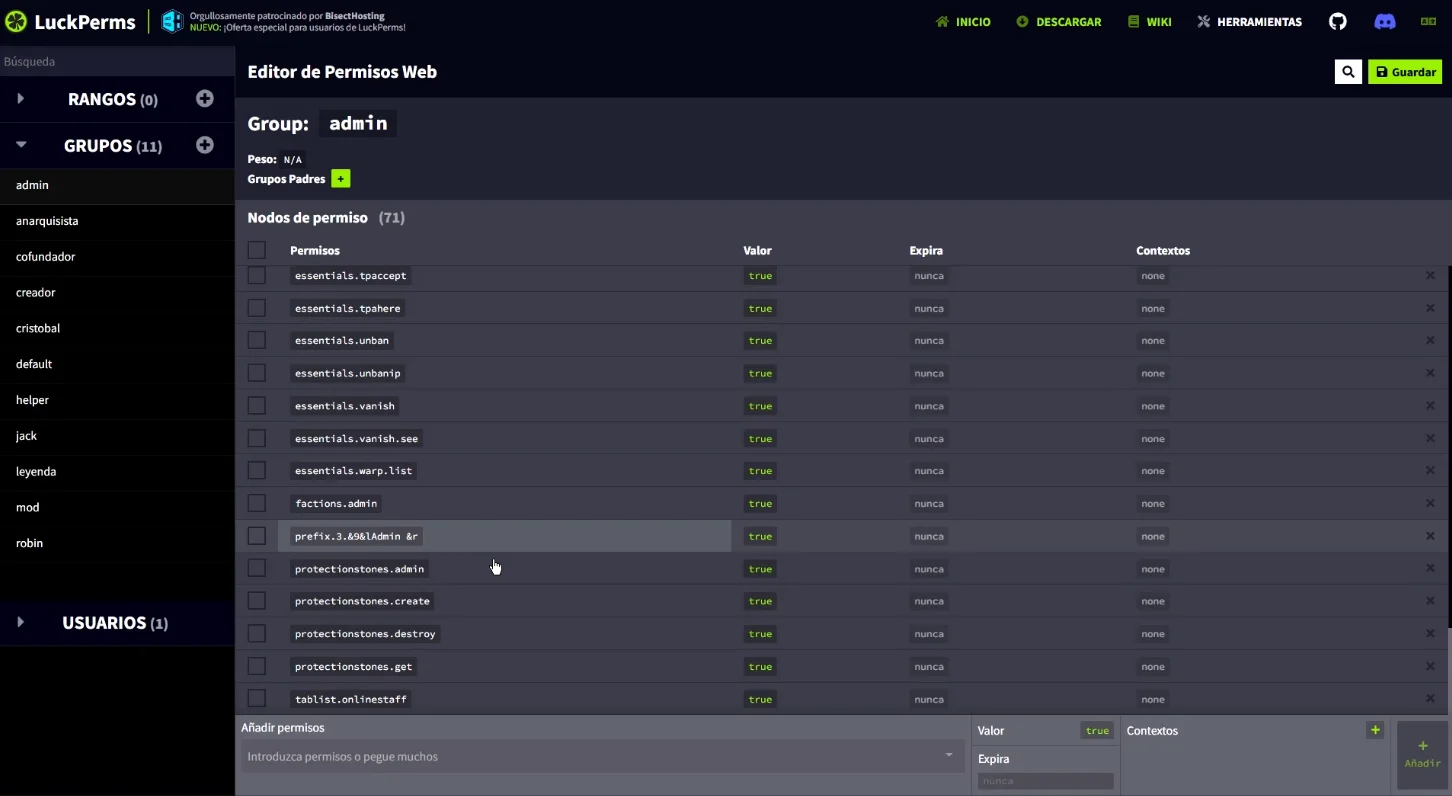 LuckPerms
Orgullosamente patrocinado por BisectHosting
NUEVO: ¡Oferta especial para usuarios de LuckPerms!
INICIO
DESCARGAR
WIKI
HERRAMIENTAS
Búsqueda
RANGOS (0)
GRUPOS (11)
admin
anarquisista
cofundador
creador
cristobal
default
helper
jack
leyenda
mod
robin
USUARIOS (1)
Editor de Permisos Web
Guardar
Group: admin
Peso: N/A
Grupos Padres +
Nodos de permiso (71)
Permisos Valor Expira Contextos
essentials.tpaccept true nunca none
essentials.tpahere true nunca none
essentials.unban true nunca none
essentials.unbanip true nunca none
essentials.vanish true nunca none
essentials.vanish.see true nunca none
essentials.warp.list true nunca none
factions.admin true nunca none
prefix.3.&9&lAdmin &r true nunca none
protectionstones.admin true nunca none
protectionstones.create true nunca none
protectionstones.destroy true nunca none
protectionstones.get true nunca none
tablist.onlinestaff true nunca none
Añadir permisos
Introduzca permisos o pegue muchos
Valor true
Expira
nunca
Contextos +
+
Añadir